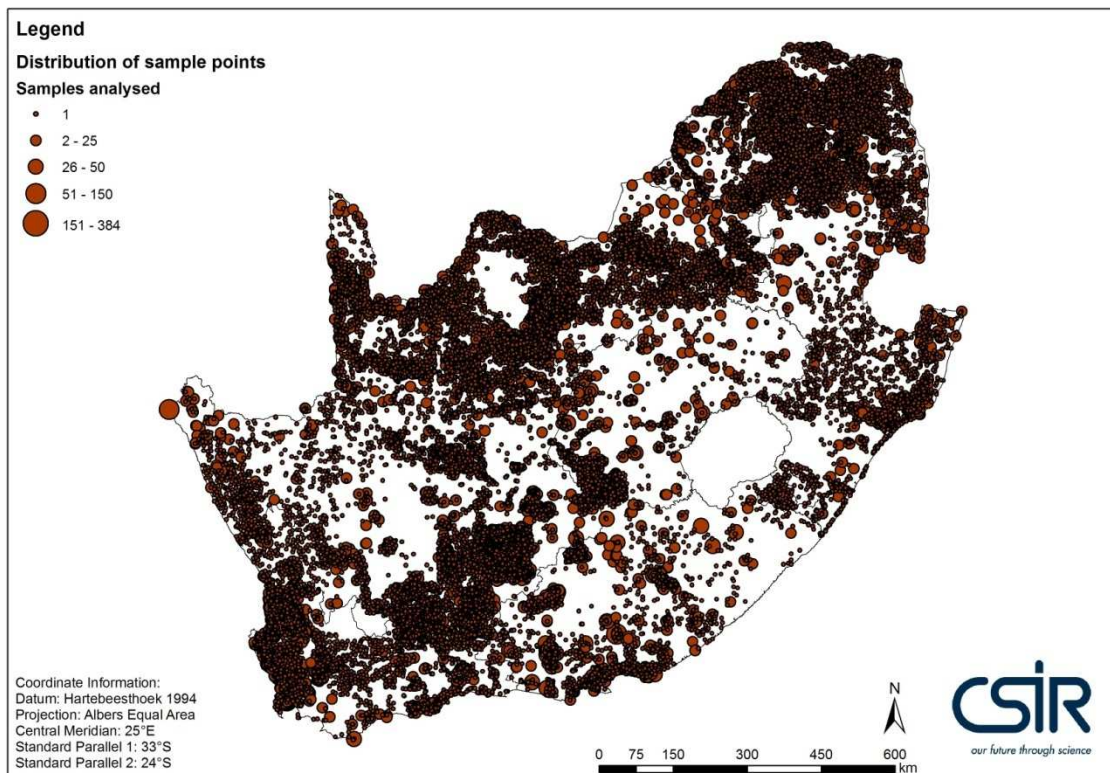 Legend
Distribution of sample points
Samples analysed
1
2 - 25
26 - 50
51 - 150
151 - 384
Coordinate Information:
Datum: Hartebeesthoek 1994
Projection: Albers Equal Area
Central Meridian: 25°E
Standard Parallel 1: 33°S
Standard Parallel 2: 24°S
N
0 75 150 300 450 600
km
CSIR
our future through science